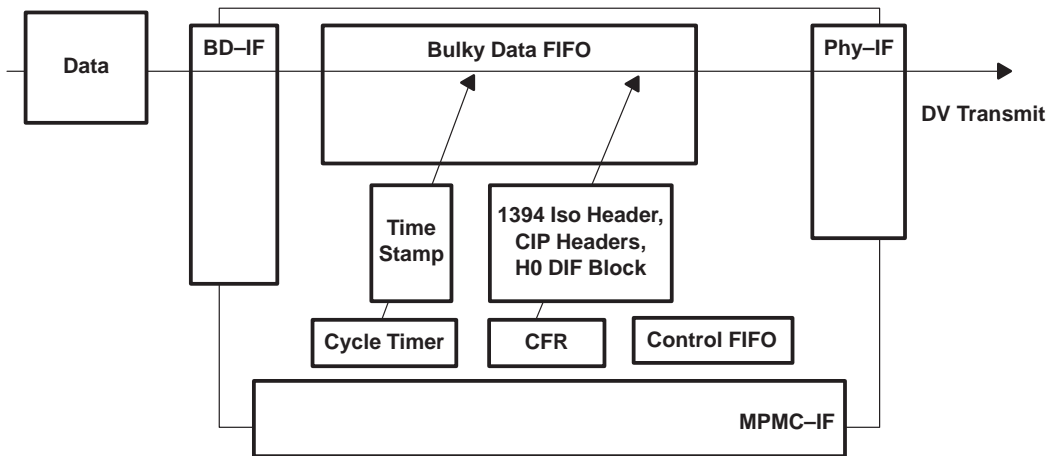 Data
BD–IF
Bulky Data FIFO
Phy–IF
DV Transmit
Time
Stamp
1394 Iso Header,
CIP Headers,
H0 DIF Block
Cycle Timer
CFR
Control FIFO
MPMC–IF